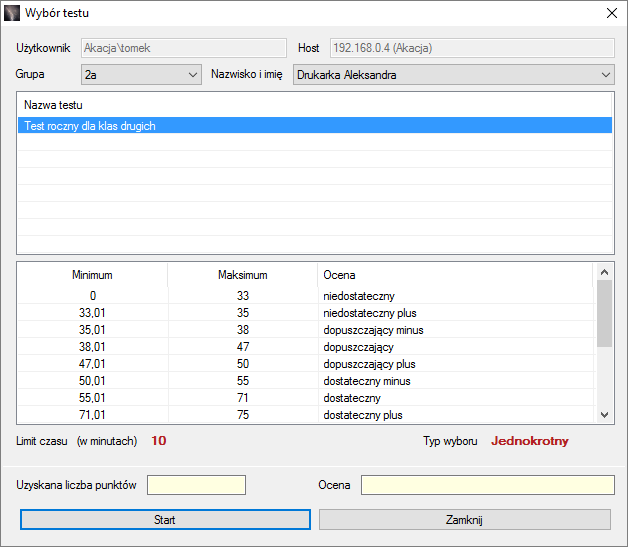 Wybór testu
Użytkownik Akacja\tomek Host 192.168.0.4 (Akacja)
Grupa 2a Nazwisko i imię Drukarka Aleksandra
Nazwa testu
Test roczny dla klas drugich
Minimum Maksimum Ocena
0 33 niedostateczny
33,01 35 niedostateczny plus
35,01 38 dopuszczający minus
38,01 47 dopuszczający
47,01 50 dopuszczający plus
50,01 55 dostateczny minus
55,01 71 dostateczny
71,01 75 dostateczny plus
Limit czasu (w minutach) 10 Typ wyboru Jednokrotny
Uzyskana liczba punktów Ocena
Start Zamknij